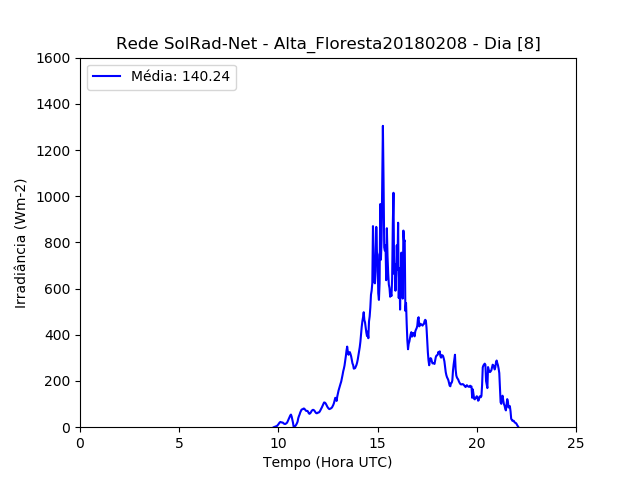 Rede SolRad-Net - Alta_Floresta20180208 - Dia [8]
Média: 140.24
Irradiância (Wm-2)
1600
1400
1200
1000
800
600
400
200
0
0 5 10 15 20 25
Tempo (Hora UTC)